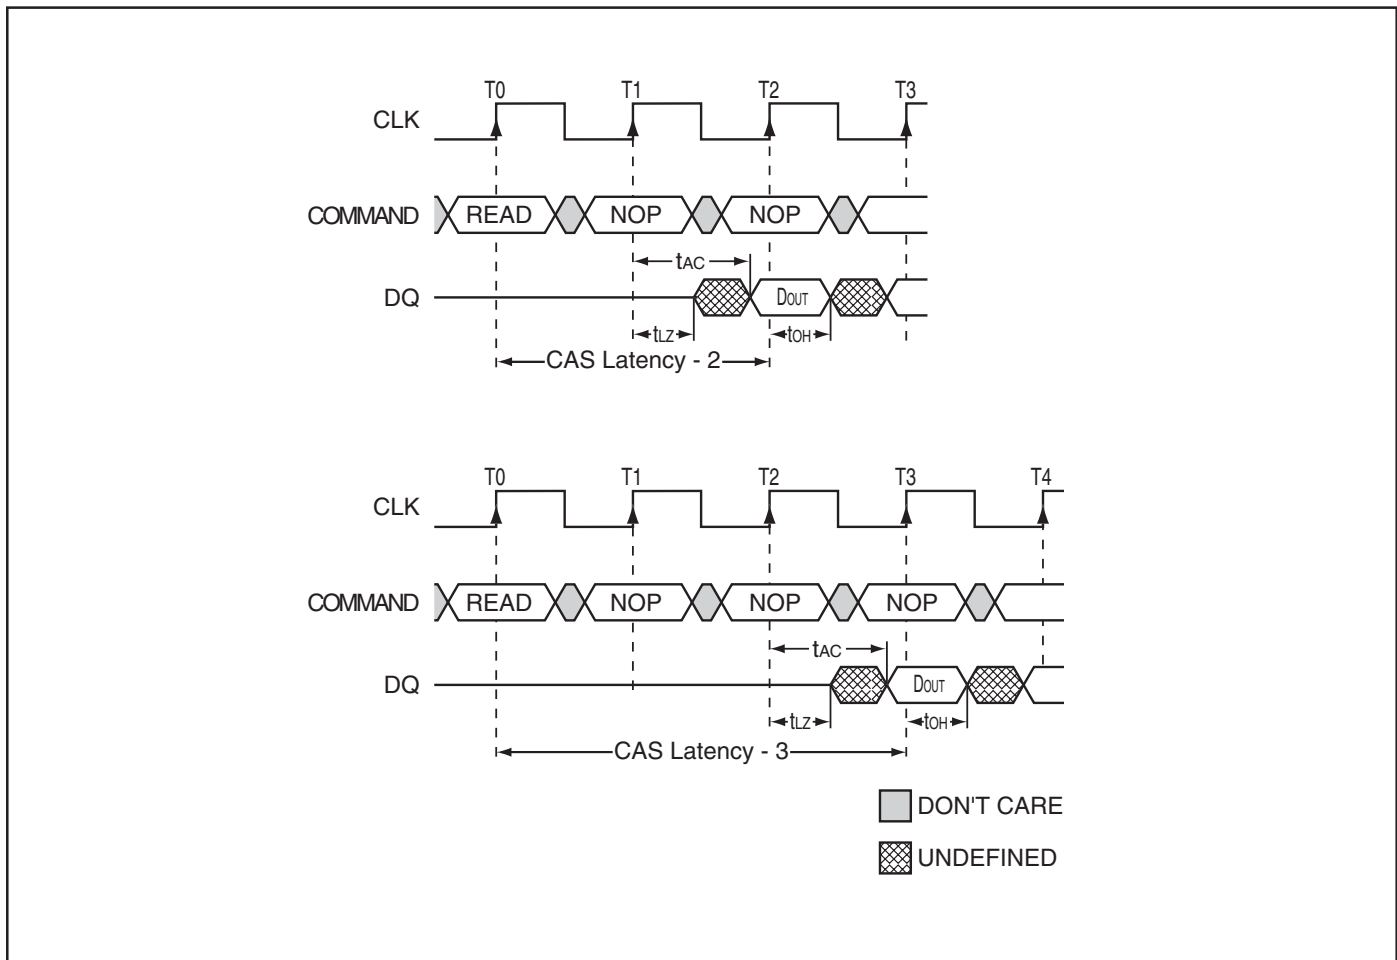 T0 T1 T2 T3
CLK
COMMAND READ NOP NOP
tAC
DQ DOUT
tLZ tOH
CAS Latency - 2
T0 T1 T2 T3 T4
CLK
COMMAND READ NOP NOP NOP
tAC
DQ DOUT
tLZ tOH
CAS Latency - 3
DON'T CARE
UNDEFINED